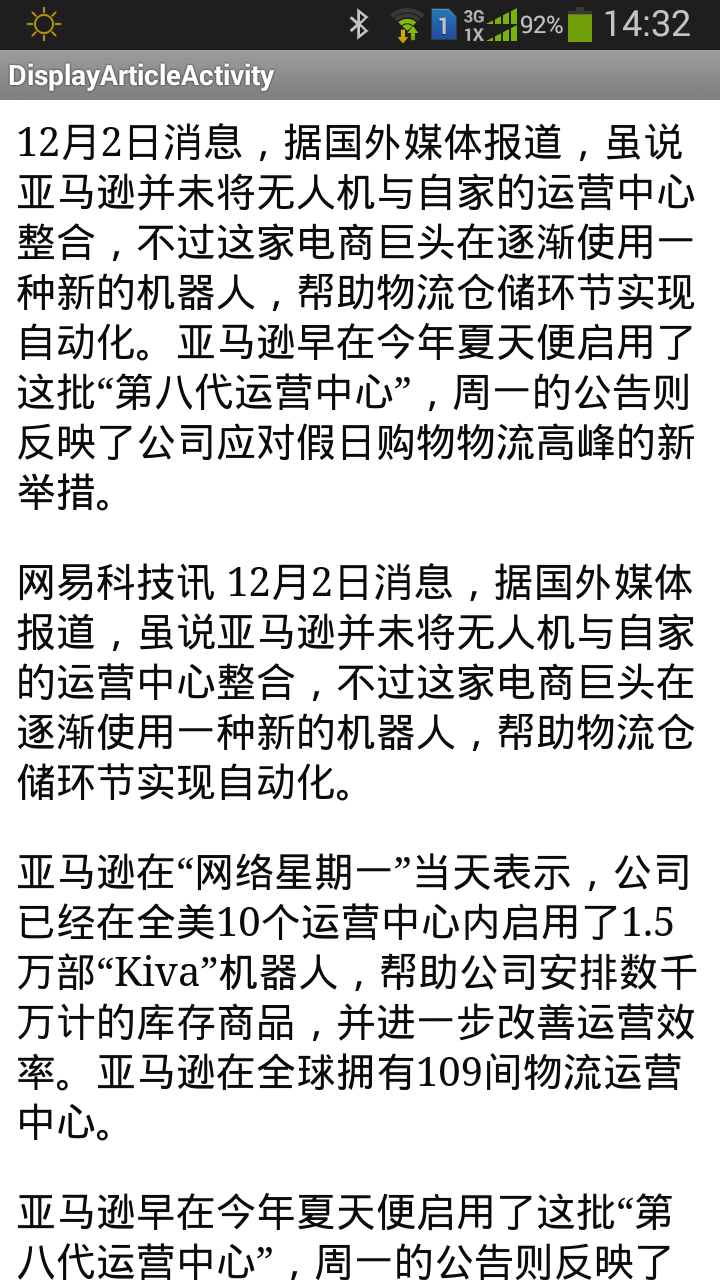 1 3G 1X 92% 14:32
DisplayArticleActivity
12月2日消息，据国外媒体报道，虽说
亚马逊并未将无人机与自家的运营中心
整合，不过这家电商巨头在逐渐使用一
种新的机器人，帮助物流仓储环节实现
自动化。亚马逊早在今年夏天便启用了
这批“第八代运营中心”，周一的公告则
反映了公司应对假日购物物流高峰的新
举措。
网易科技讯 12月2日消息，据国外媒体
报道，虽说亚马逊并未将无人机与自家
的运营中心整合，不过这家电商巨头在
逐渐使用一种新的机器人，帮助物流仓
储环节实现自动化。
亚马逊在“网络星期一”当天表示，公司
已经在全美10个运营中心内启用了1.5
万部“Kiva”机器人，帮助公司安排数千
万计的库存商品，并进一步改善运营效
率。亚马逊在全球拥有109间物流运营
中心。
亚马逊早在今年夏天便启用了这批“第
八代运营中心”，周一的公告则反映了